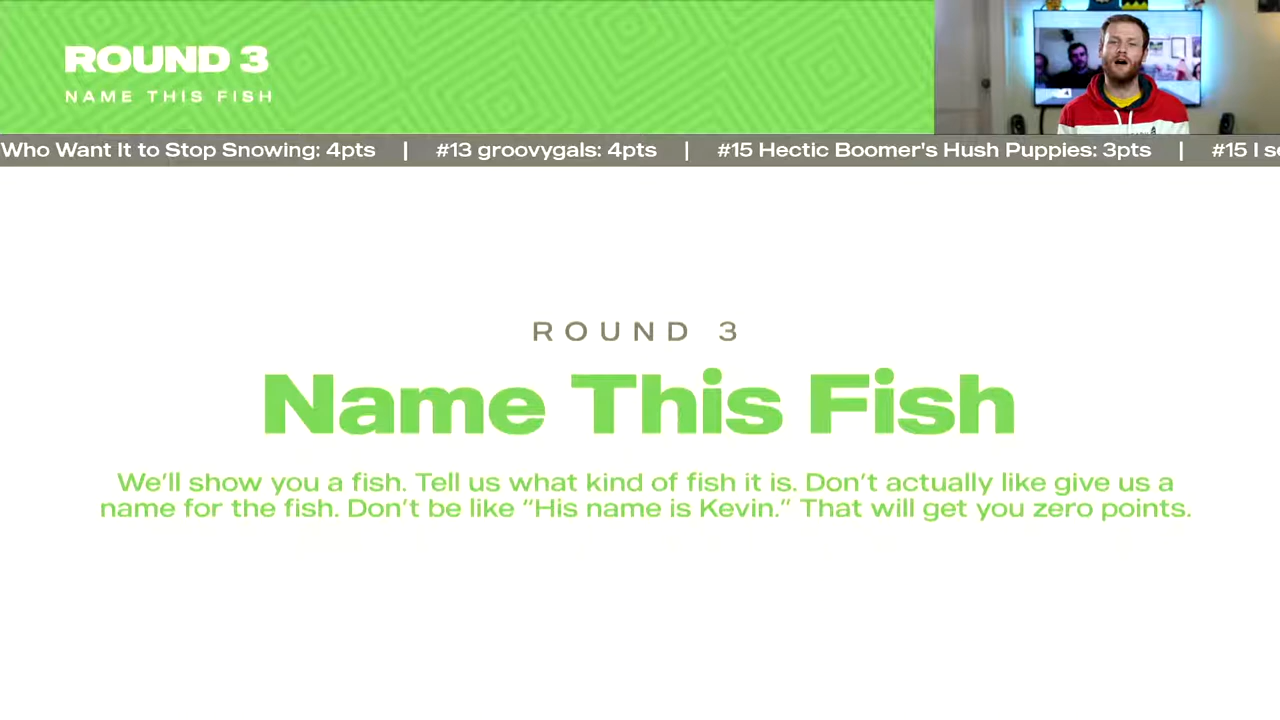 ROUND 3
NAME THIS FISH
Who Want It to Stop Snowing: 4pts | #13 groovygals: 4pts | #15 Hectic Boomer's Hush Puppies: 3pts | #15 I
ROUND 3
Name This Fish
We’ll show you a fish. Tell us what kind of fish it is. Don’t actually like give us a
name for the fish. Don’t be like “His name is Kevin.” That will get you zero points.